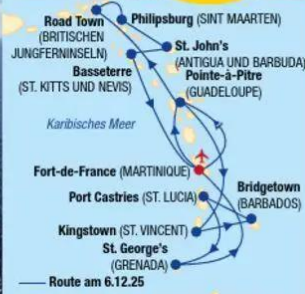 Road Town
(BRITISCHEN
JUNGFERNINSELN)
Philipsburg (SINT MAARTEN)
St. John's
(ANTIGUA UND BARBUDA)
Basseterre
(ST. KITTS UND NEVIS)
Pointe-à-Pitre
(GUADELOUPE)
Karibisches Meer
Fort-de-France (MARTINIQUE)
Port Castries (ST. LUCIA)
Bridgetown
(BARBADOS)
Kingstown (ST. VINCENT)
St. George's
(GRENADA)
Route am 6.12.25